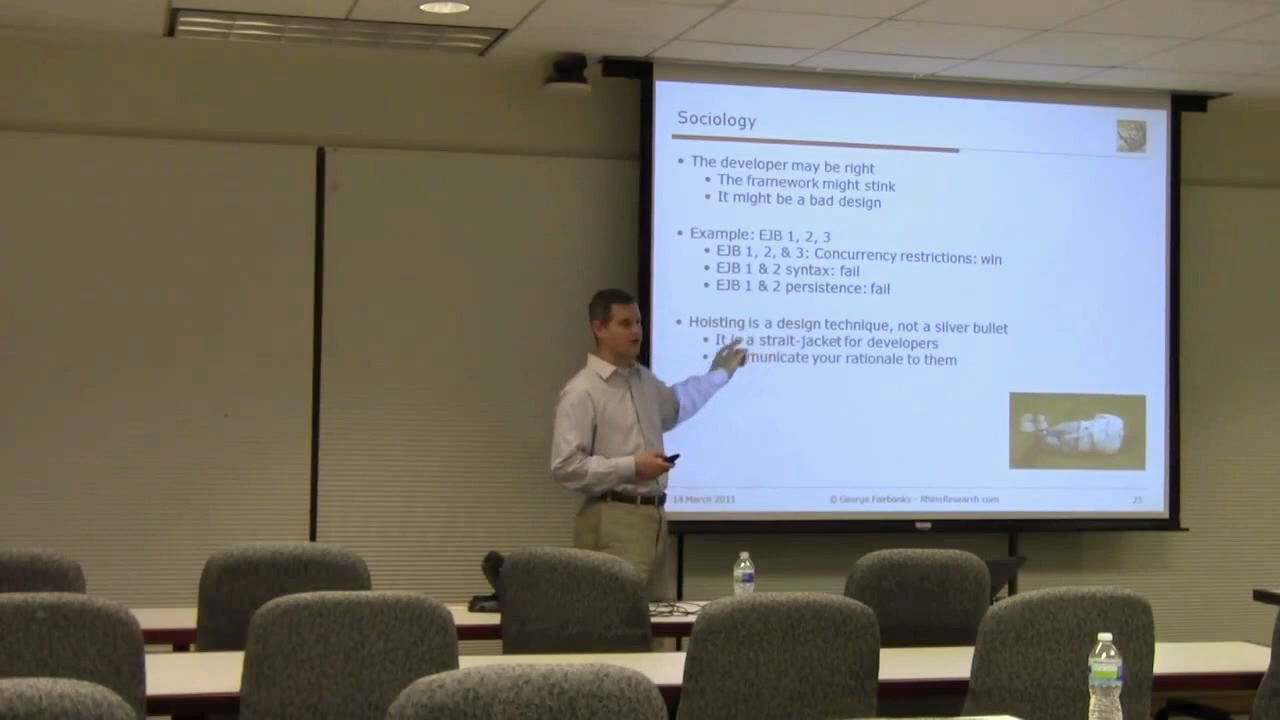 Sociology
• The developer may be right
• The framework might stink
• It might be a bad design
• Example: EJB 1, 2, 3
• EJB 1, 2, & 3: Concurrency restrictions: win
• EJB 1 & 2 syntax: fail
• EJB 1 & 2 persistence: fail
• Hoisting is a design technique, not a silver bullet
• It is a strait-jacket for developers
• your rationale to them
14 March 2011 © George Fairbanks - RhinoResearch.com 25